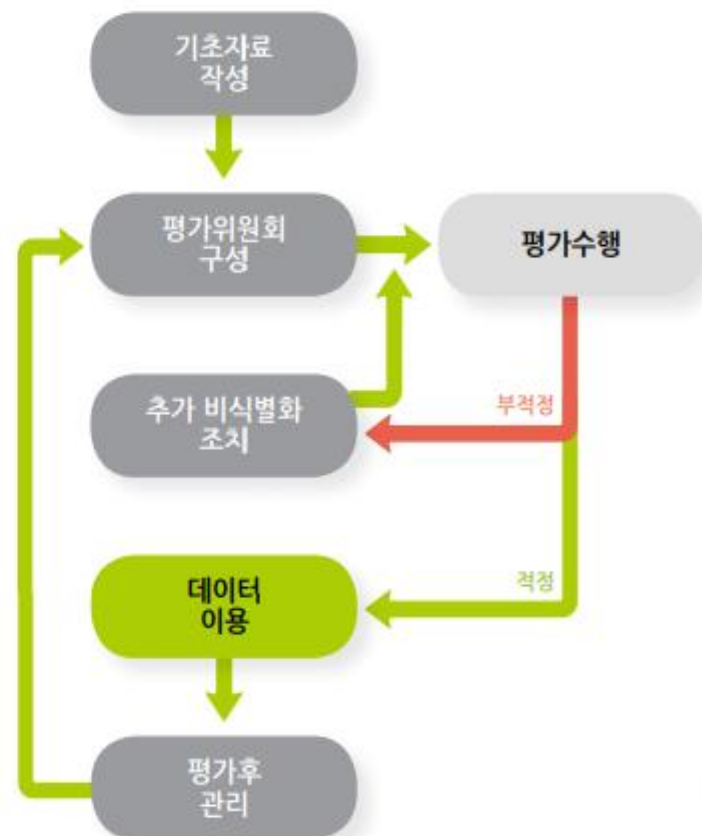 기초자료
작성
평가위원회
구성
평가수행
추가 비식별화
조치
부적정
데이터
이용
적정
평가후
관리